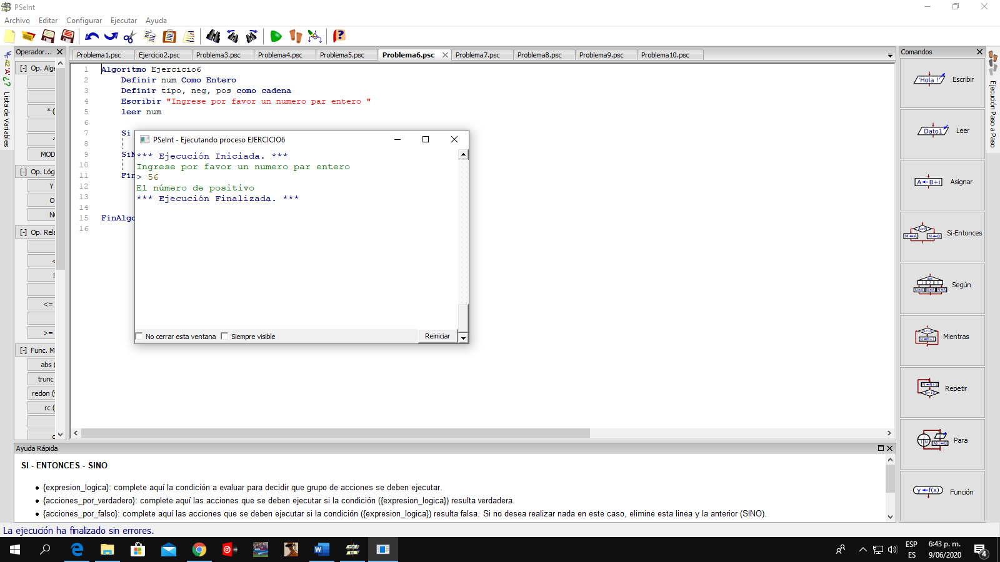 PSeInt
Archivo Editar Configurar Ejecutar Ayuda
Operador...
Problema1.psc Ejercicio2.psc Problema3.psc Problema4.psc Problema5.psc Problema6.psc Problema7.psc Problema8.psc Problema9.psc Problema10.psc
Comandos
Lista de Variables
[-] Op. Alge
* (
MOD
[-] Op. Lóg
Y
O
[-] Op. Rela
<
!
<=
>=
[-] Func. M
abs (
trunc
redon (
rc (
1 Algoritmo Ejercicio6
2 Definir num Como Entero
3 Definir tipo, neg, pos como cadena
4 Escribir "Ingrese por favor un numero par entero "
5 leer num
6
7 Si
8
9 SiN
10
11 Fin
12
13
14
15 FinAlgo
16
PSeInt - Ejecutando proceso EJERCICIO6
*** Ejecución Iniciada. ***
Ingrese por favor un numero par entero
> 56
El número de positivo
*** Ejecución Finalizada. ***
No cerrar esta ventana Siempre visible Reiniciar
'Hola !' Escribir
Dato1 Leer
A←B+i Asignar
A>B M←A M←B Si-Entonces
Según
Mientras
Repetir
Para
y←f(x) Función
Ejecución Paso a Paso
Ayuda Rápida
SI - ENTONCES - SINO
• {expresion_logica}: complete aquí la condición a evaluar para decidir que grupo de acciones se deben ejecutar.
• {acciones_por_verdadero}: complete aquí las acciones que se deben ejecutar si la condición ({expresion_logica}) resulta verdadera.
• {acciones_por_falso}: complete aquí las acciones que se deben ejecutar si la condición ({expresion_logica}) resulta falsa. Si no desea realizar nada en este caso, elimine esta linea y la anterior (SINO).
La ejecución ha finalizado sin errores.
ESP
ES
6:43 p. m.
9/06/2020
4